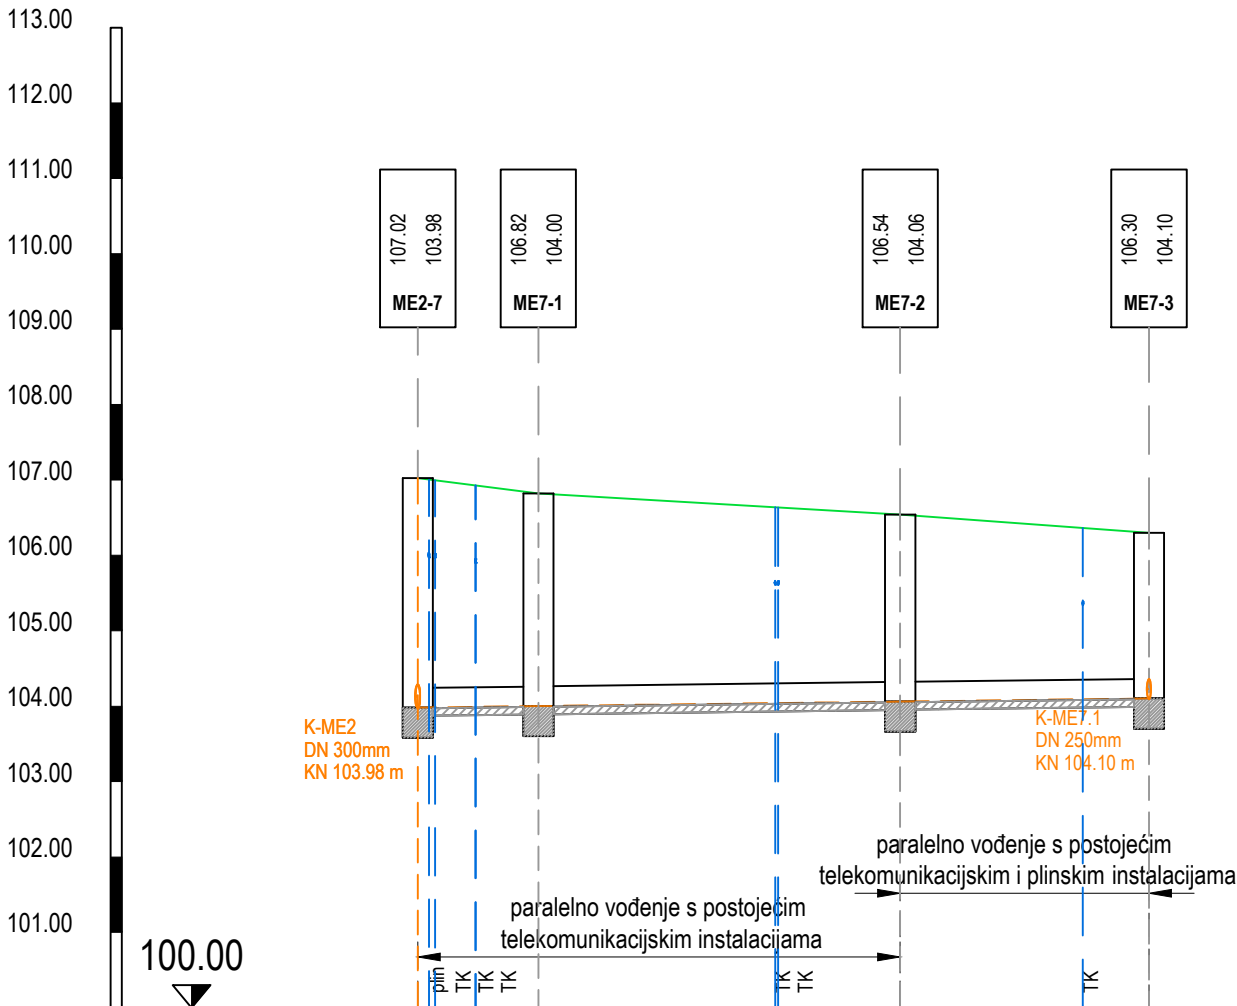 113.00
112.00
111.00
110.00
109.00
108.00
107.00
106.00
105.00
104.00
103.00
102.00
101.00
100.00
107.02
103.98
ME2-7
106.82
104.00
ME7-1
106.54
104.06
ME7-2
106.30
104.10
ME7-3
K-ME2
DN 300mm
KN 103.98 m
K-ME7.1
DN 250mm
KN 104.10 m
paralelno vođenje s postojećim
telekomunikacijskim i plinskim instalacijama
paralelno vođenje s postojećim
telekomunikacijskim instalacijama
plin
TK
TK
TK
TK
TK
TK